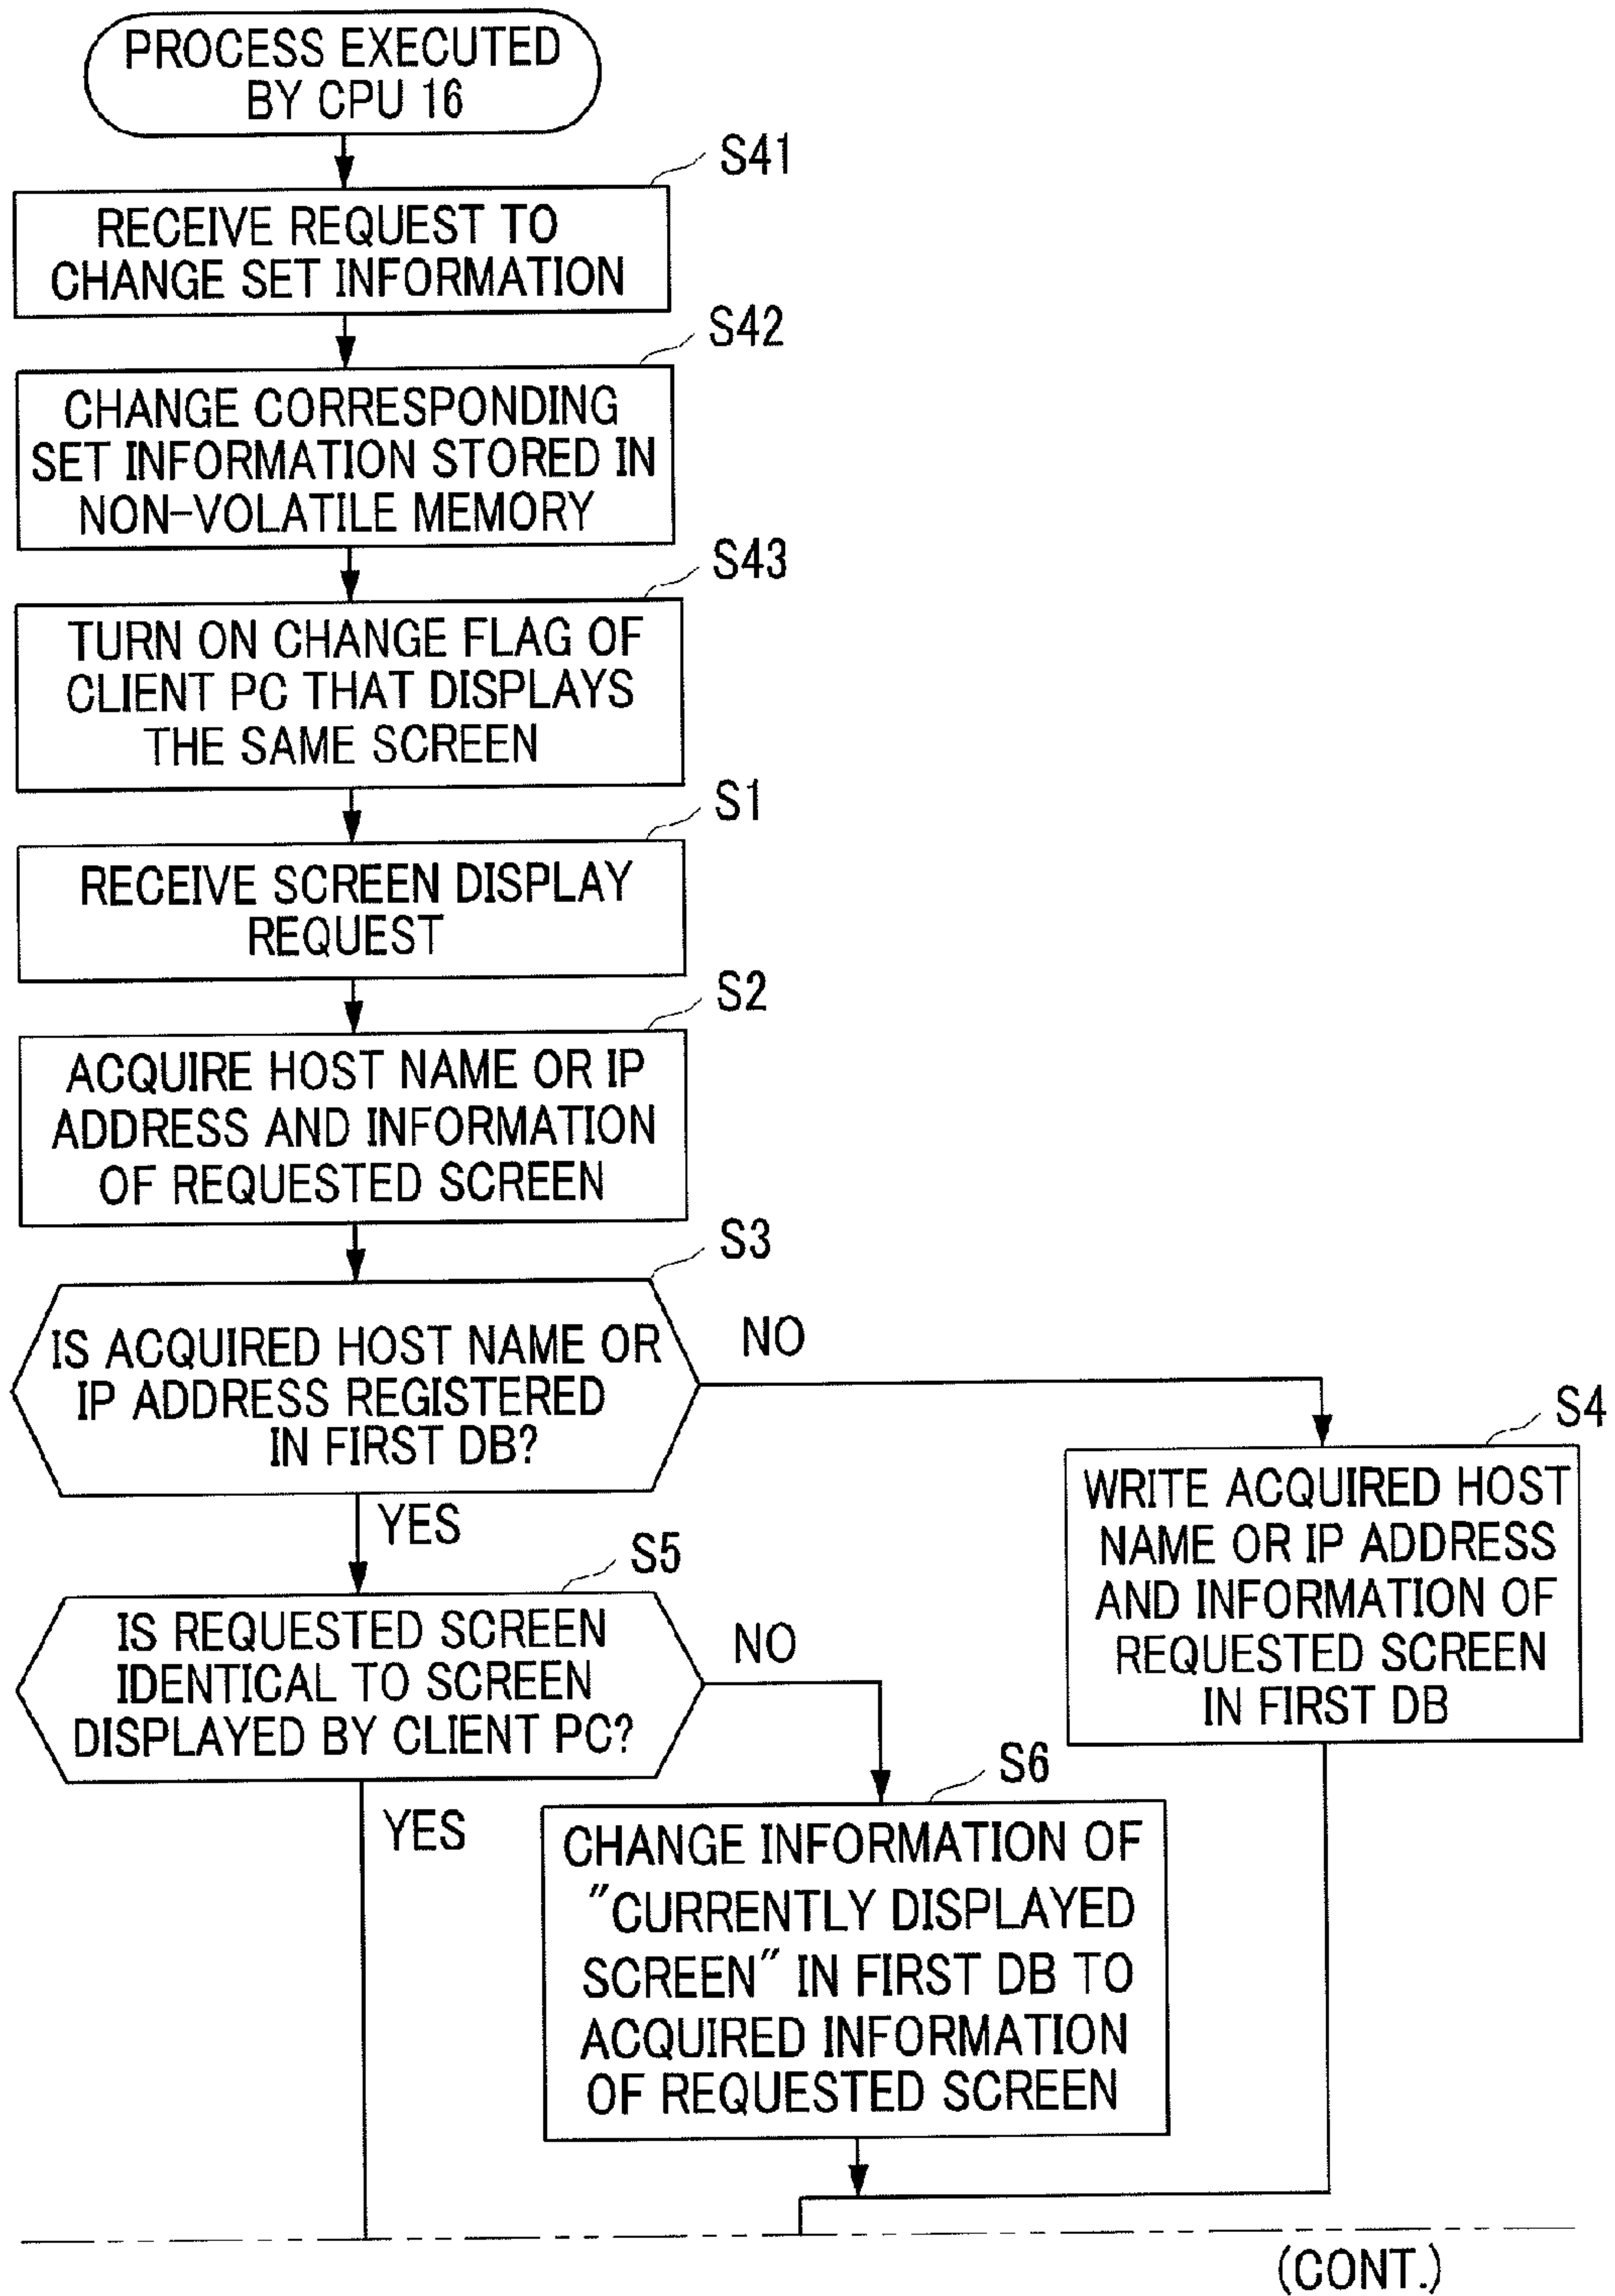 PROCESS EXECUTED
BY CPU 16
S41
RECEIVE REQUEST TO
CHANGE SET INFORMATION
S42
CHANGE CORRESPONDING
SET INFORMATION STORED IN
NON-VOLATILE MEMORY
S43
TURN ON CHANGE FLAG OF
CLIENT PC THAT DISPLAYS
THE SAME SCREEN
S1
RECEIVE SCREEN DISPLAY
REQUEST
S2
ACQUIRE HOST NAME OR IP
ADDRESS AND INFORMATION
OF REQUESTED SCREEN
S3
IS ACQUIRED HOST NAME OR
IP ADDRESS REGISTERED
IN FIRST DB?
NO
YES
S4
WRITE ACQUIRED HOST
NAME OR IP ADDRESS
AND INFORMATION OF
REQUESTED SCREEN
IN FIRST DB
S5
IS REQUESTED SCREEN
IDENTICAL TO SCREEN
DISPLAYED BY CLIENT PC?
NO
YES
S6
CHANGE INFORMATION OF
"CURRENTLY DISPLAYED
SCREEN" IN FIRST DB TO
ACQUIRED INFORMATION
OF REQUESTED SCREEN
(CONT.)